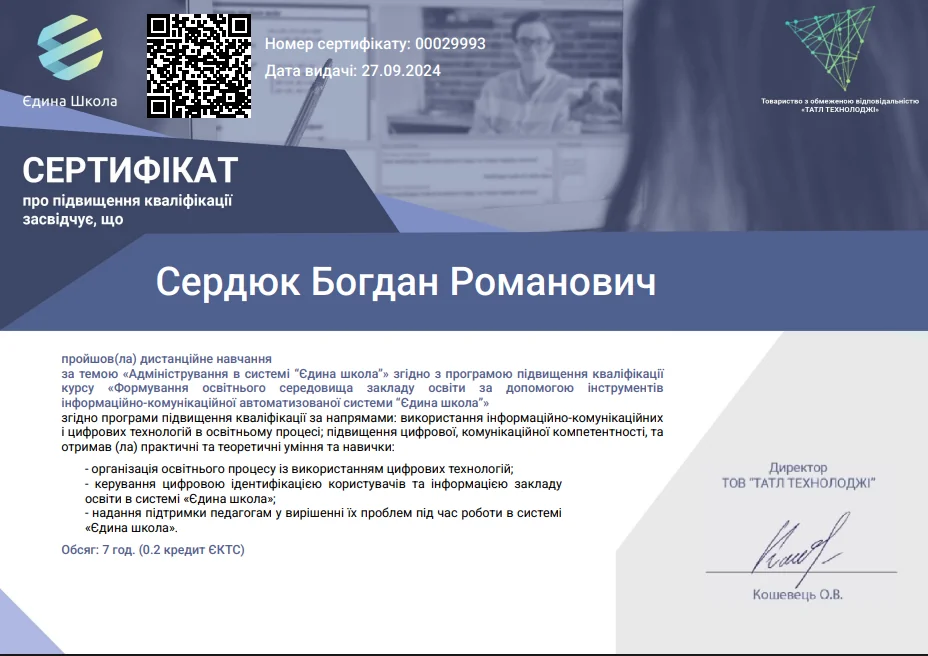 Єдина Школа
Номер сертифікату: 00029993
Дата видачі: 27.09.2024
Товариство з обмеженою відповідальністю
«ТАТЛ ТЕХНОЛОДЖІ»
СЕРТИФІКАТ
про підвищення кваліфікації
засвідчує, що
Сердюк Богдан Романович
пройшов(ла) дистанційне навчання
за темою «Адміністрування в системі “Єдина школа”» згідно з програмою підвищення кваліфікації
курсу «Формування освітнього середовища закладу освіти за допомогою інструментів
інформаційно-комунікаційної автоматизованої системи “Єдина школа”»
згідно програми підвищення кваліфікації за напрямами: використання інформаційно-комунікаційних
і цифрових технологій в освітньому процесі; підвищення цифрової, комунікаційної компетентності, та
отримав (ла) практичні та теоретичні уміння та навички:
- організація освітнього процесу із використанням цифрових технологій;
- керування цифровою ідентифікацією користувачів та інформацією закладу
освіти в системі «Єдина школа»;
- надання підтримки педагогам у вирішенні їх проблем під час роботи в системі
«Єдина школа».
Обсяг: 7 год. (0.2 кредит ЄКТС)
Директор
ТОВ “ТАТЛ ТЕХНОЛОДЖІ”
Кошевець О.В.